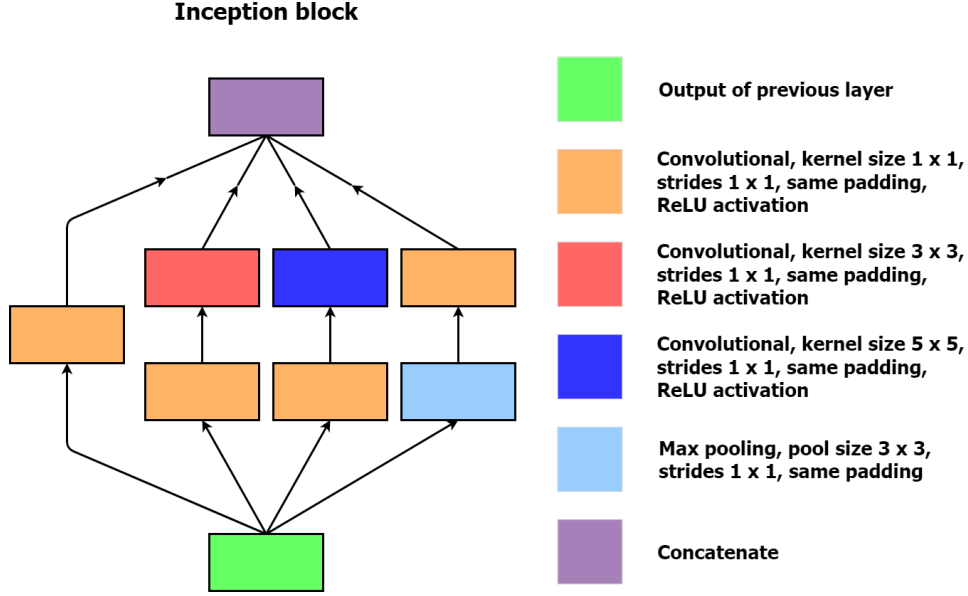 Inception block
Output of previous layer
Convolutional, kernel size 1 x 1,
strides 1 x 1, same padding,
ReLU activation
Convolutional, kernel size 3 x 3,
strides 1 x 1, same padding,
ReLU activation
Convolutional, kernel size 5 x 5,
strides 1 x 1, same padding,
ReLU activation
Max pooling, pool size 3 x 3,
strides 1 x 1, same padding
Concatenate